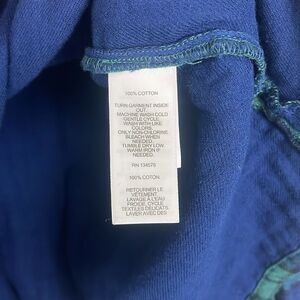 100% COTTON
TURN GARMENT INSIDE
OUT.
MACHINE WASH COLD
GENTLE CYCLE.
WASH WITH LIKE
COLORS.
ONLY NON-CHLORINE
BLEACH WHEN
NEEDED.
TUMBLE DRY LOW.
WARM IRON IF
NEEDED.
RN 134579
100% COTON
RETOURNER LE
VÊTEMENT.
LAVAGE À L'EAU
FROIDE, CYCLE
TEXTILES DÉLICATS.
LAVER AVEC DES